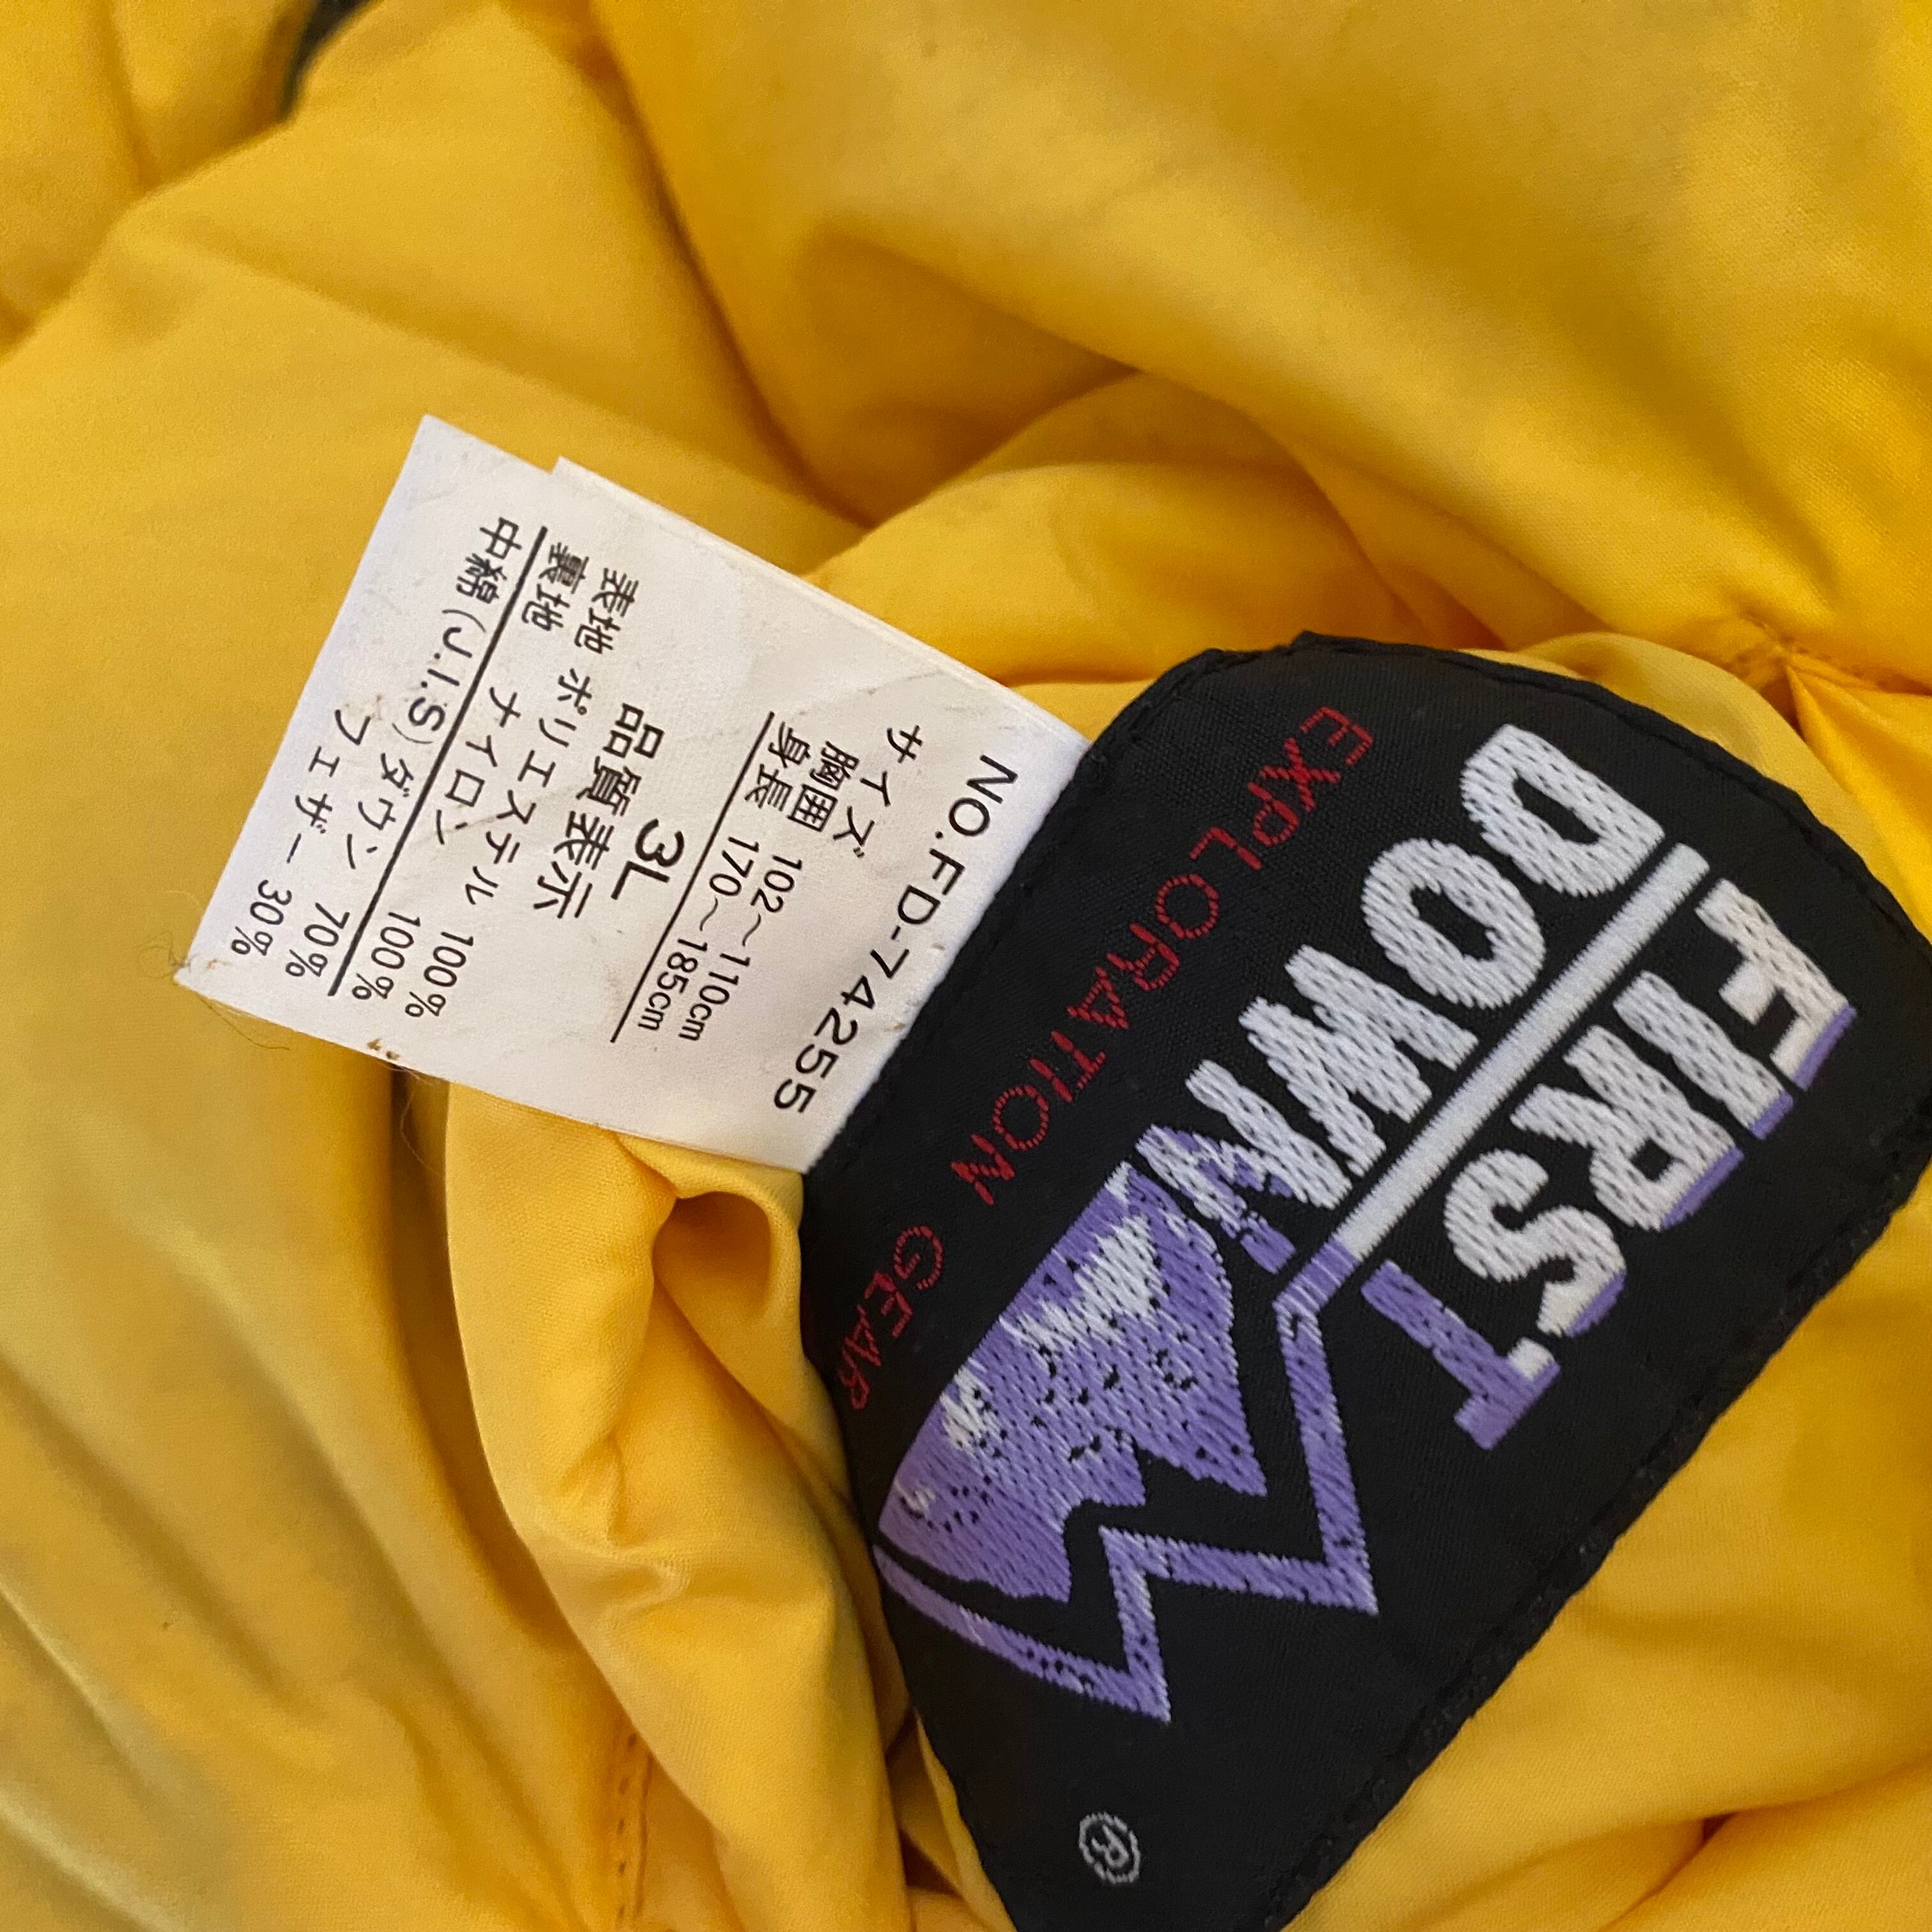 FIRST
DOWN
EXPLORATION GEAR
®
NO.FD-74255
サイズ
胸囲 102～110cm
身長 170～185cm
3L
品質表示
表地 ポリエステル 100%
裏地 ナイロン 100%
中綿(J.I.S)ダウン 70%
フェザー 30%